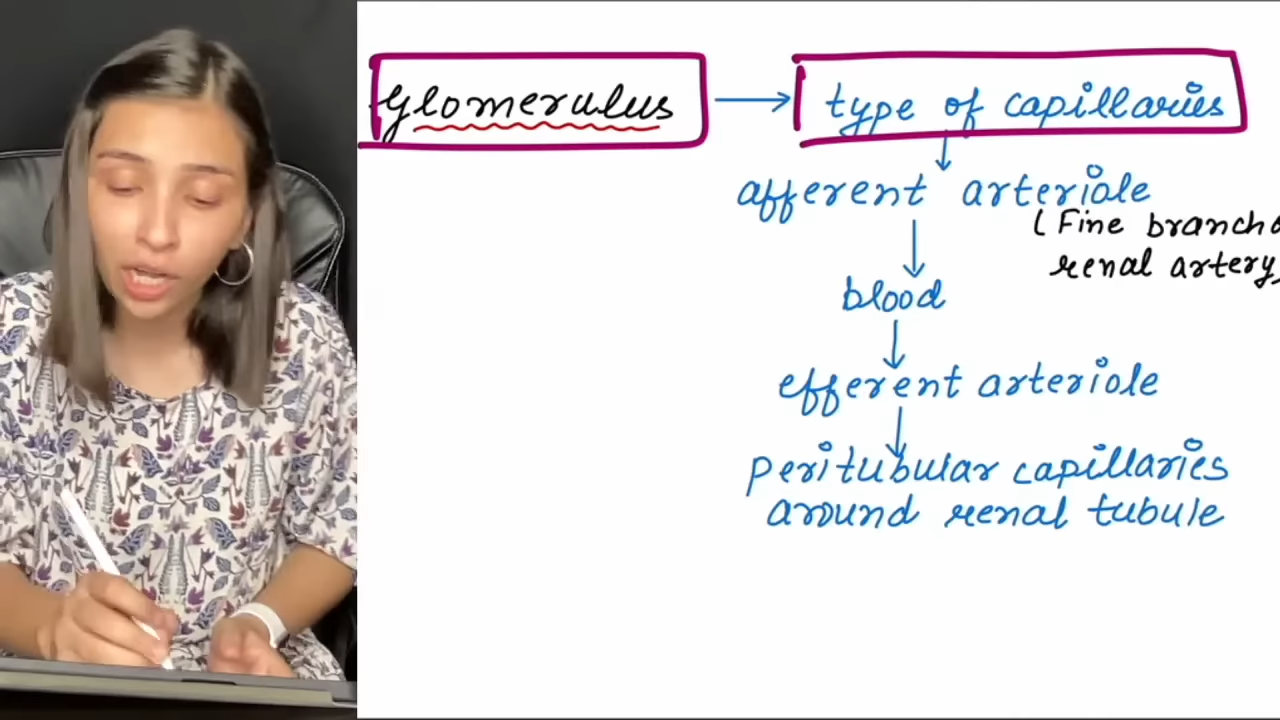 Glomerulus → type of capillaries
afferent arteriole
(Fine branch
renal artery
blood
efferent arteriole
Peritubular capillaries
around renal tubule